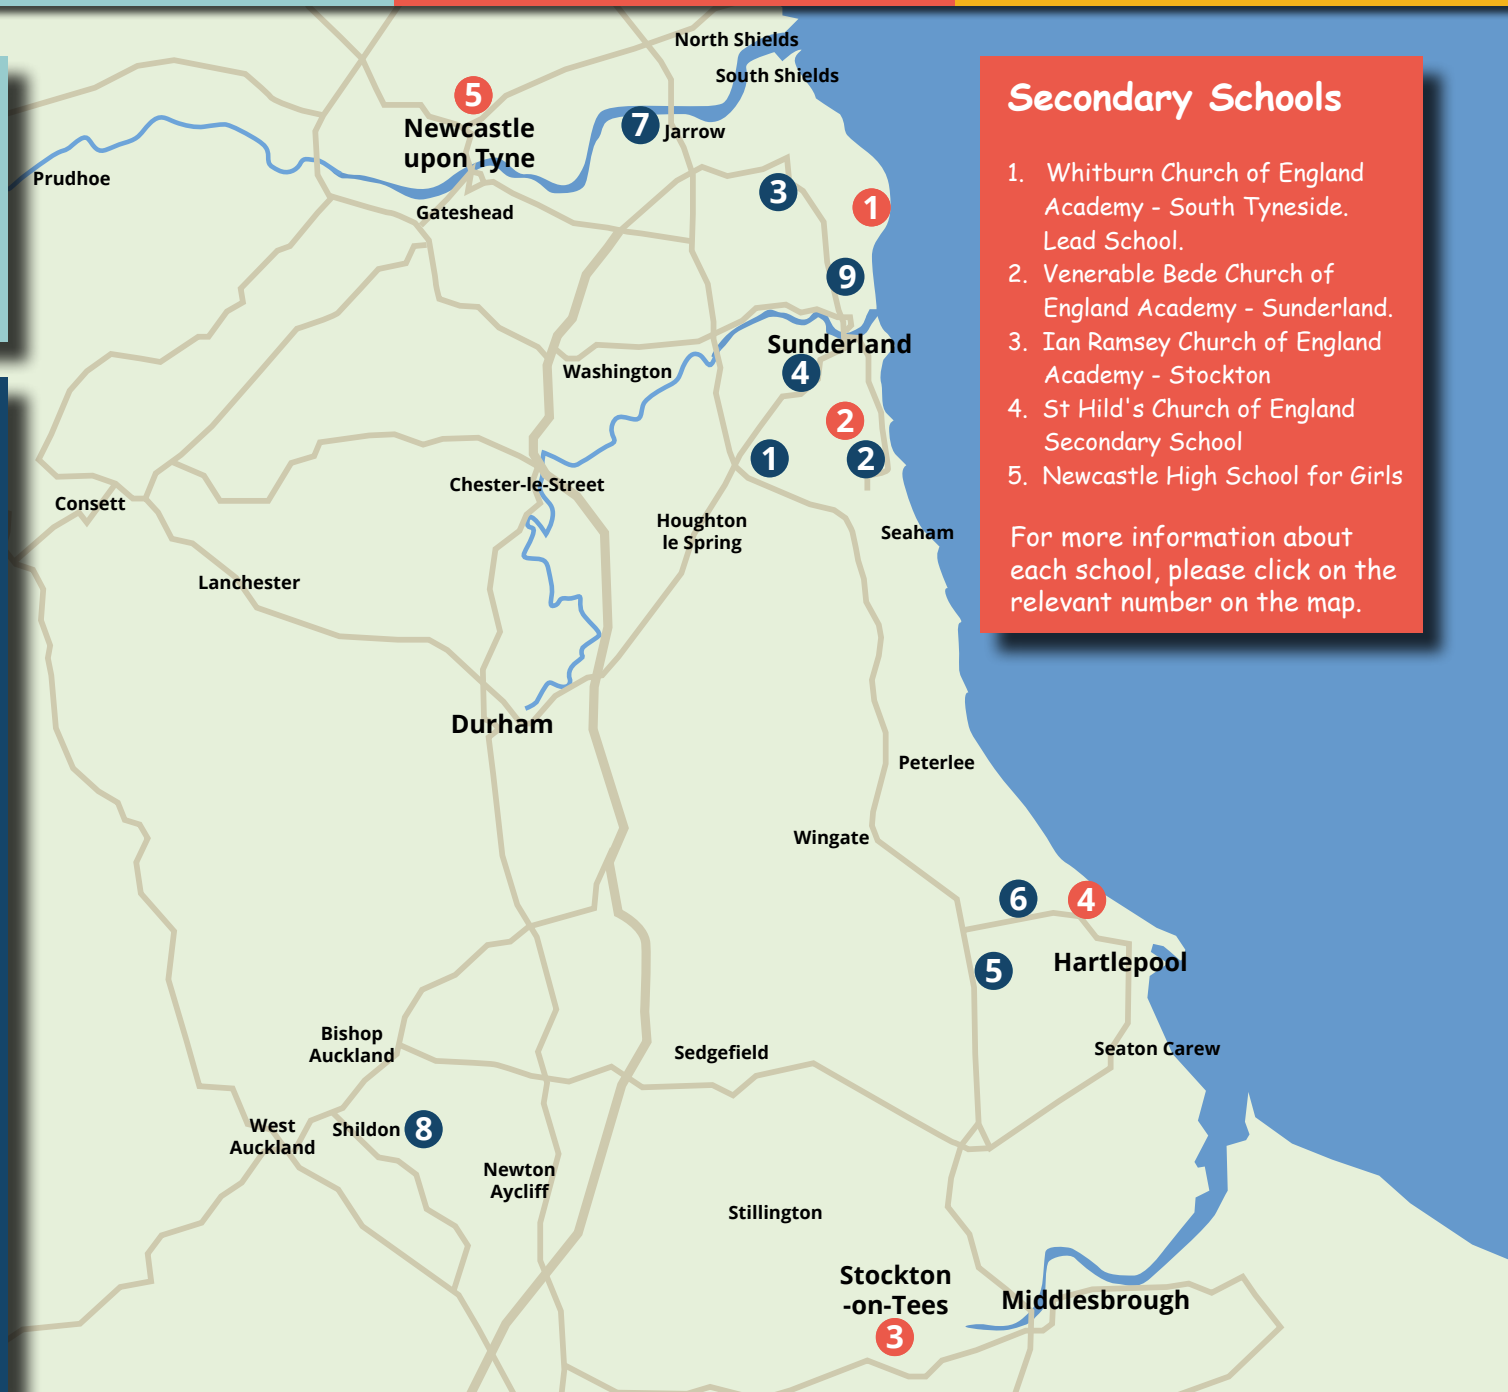 North Shields
South Shields
5
Newcastle
upon Tyne
7
Jarrow
Prudhoe
Gateshead
3
1
9
Sunderland
Washington
4
2
1
2
Chester-le-Street
Consett
Houghton
le Spring
Seaham
Lanchester
Durham
Peterlee
Wingate
6
4
5
Hartlepool
Bishop
Auckland
Sedgefield
Seaton Carew
West
Auckland
Shildon
8
Newton
Aycliff
Stillington
Stockton
-on-Tees
3
Middlesbrough
Secondary Schools
1. Whitburn Church of England
Academy - South Tyneside.
Lead School.
2. Venerable Bede Church of
England Academy - Sunderland.
3. Ian Ramsey Church of England
Academy - Stockton
4. St Hild's Church of England
Secondary School
5. Newcastle High School for Girls
For more information about
each school, please click on the
relevant number on the map.